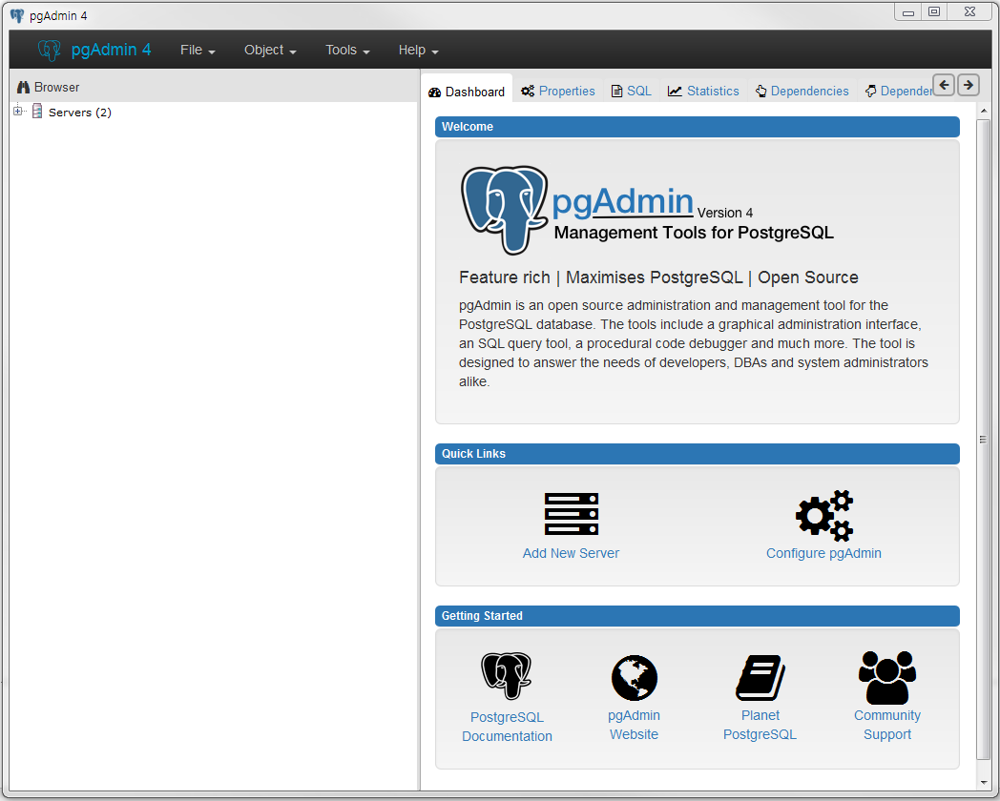 pgAdmin 4
pgAdmin 4 File Object Tools Help
Browser
Servers (2)
Dashboard Properties SQL Statistics Dependencies Depender
Welcome
pgAdmin Version 4
Management Tools for PostgreSQL
Feature rich | Maximises PostgreSQL | Open Source
pgAdmin is an open source administration and management tool for the
PostgreSQL database. The tools include a graphical administration interface,
an SQL query tool, a procedural code debugger and much more. The tool is
designed to answer the needs of developers, DBAs and system administrators
alike.
Quick Links
Add New Server
Configure pgAdmin
Getting Started
PostgreSQL
Documentation
pgAdmin
Website
Planet
PostgreSQL
Community
Support